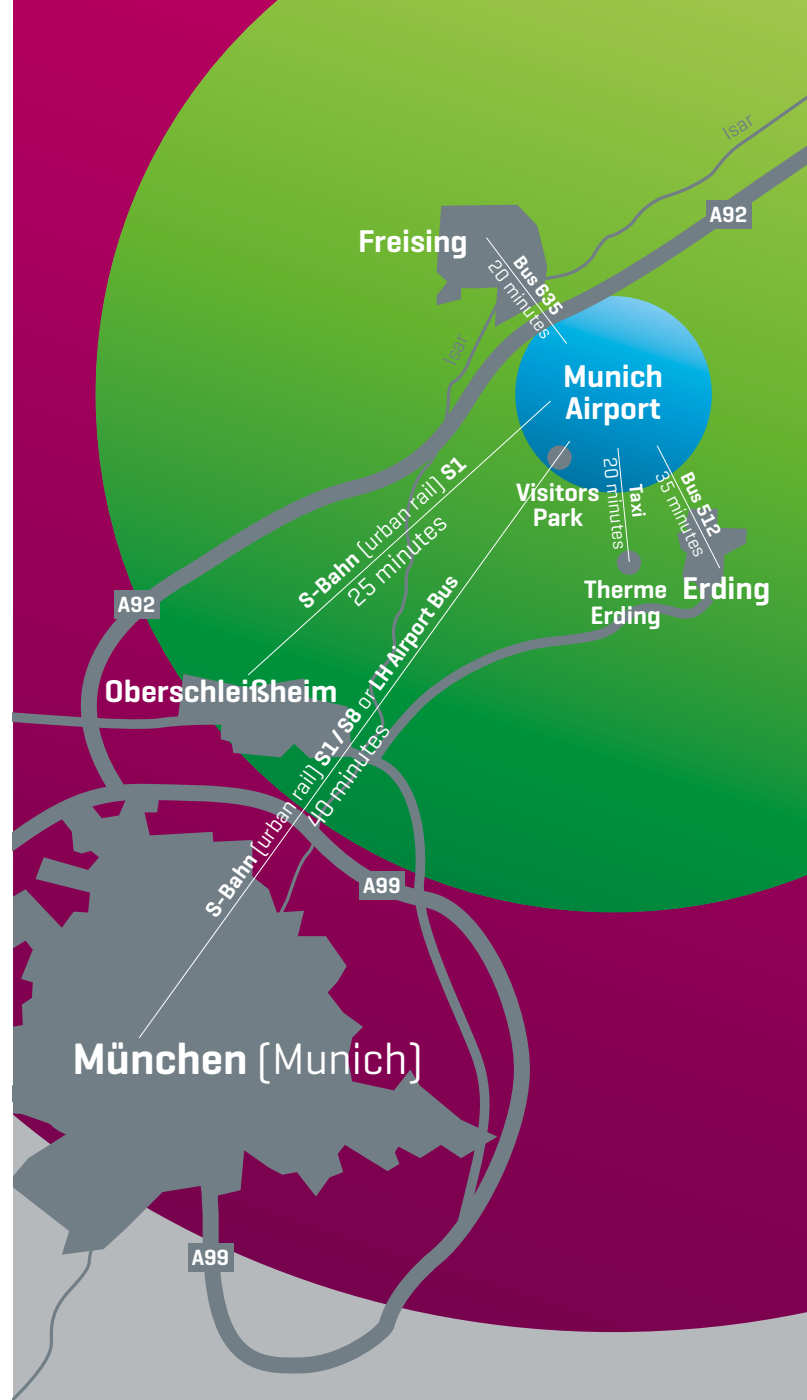 Isar
A92
Freising
Bus 635
20 minutes
Isar
Munich
Airport
S-Bahn (urban rail) S1
25 minutes
Visitors
Park
Taxi
20 minutes
Bus 512
35 minutes
Therme
Erding
Erding
A92
Oberschleißheim
S-Bahn (urban rail) S1 / S8 or LH Airport Bus
40 minutes
A99
München (Munich)
A99